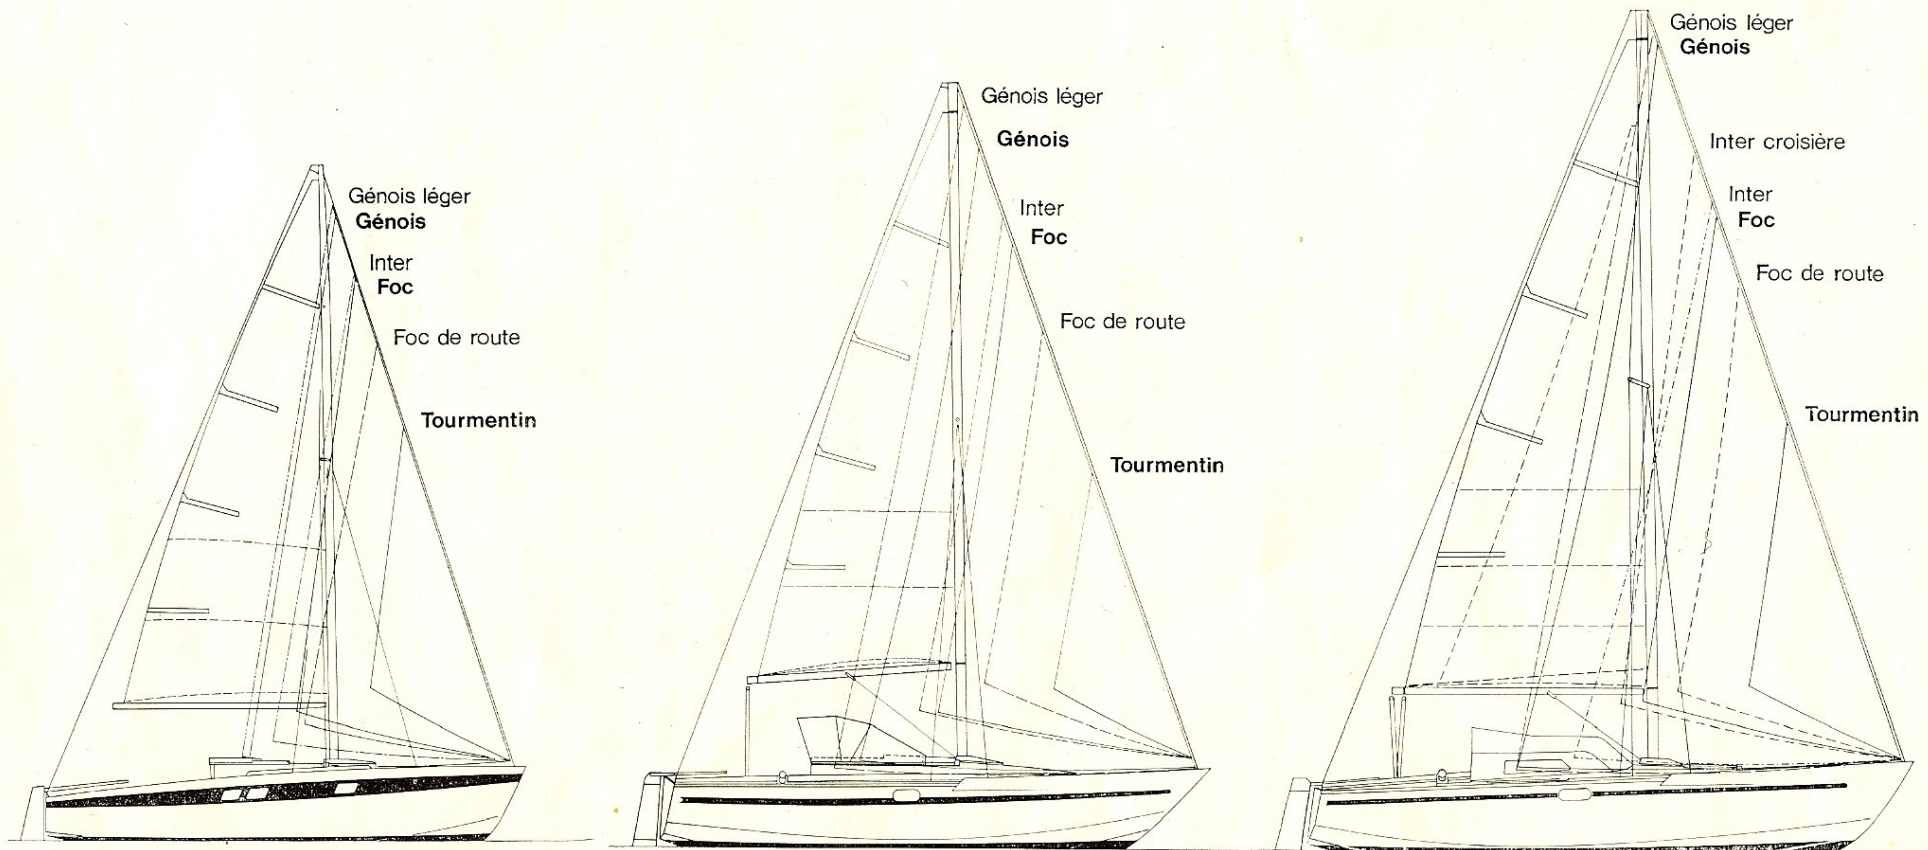 Génois léger
Génois
Inter
Foc
Foc de route
Tourmentin
Génois léger
Génois
Inter
Foc
Foc de route
Tourmentin
Génois léger
Génois
Inter croisière
Inter
Foc
Foc de route
Tourmentin